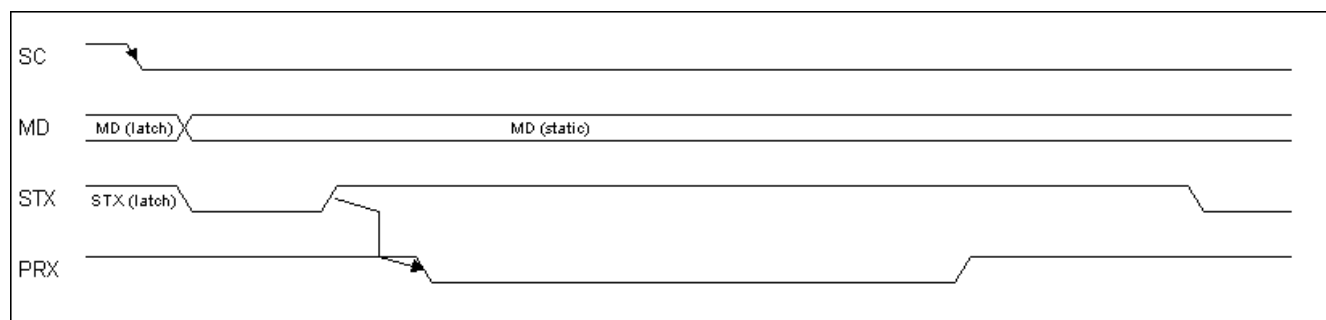 SC
MD MD (latch) MD (static)
STX STX (latch)
PRX